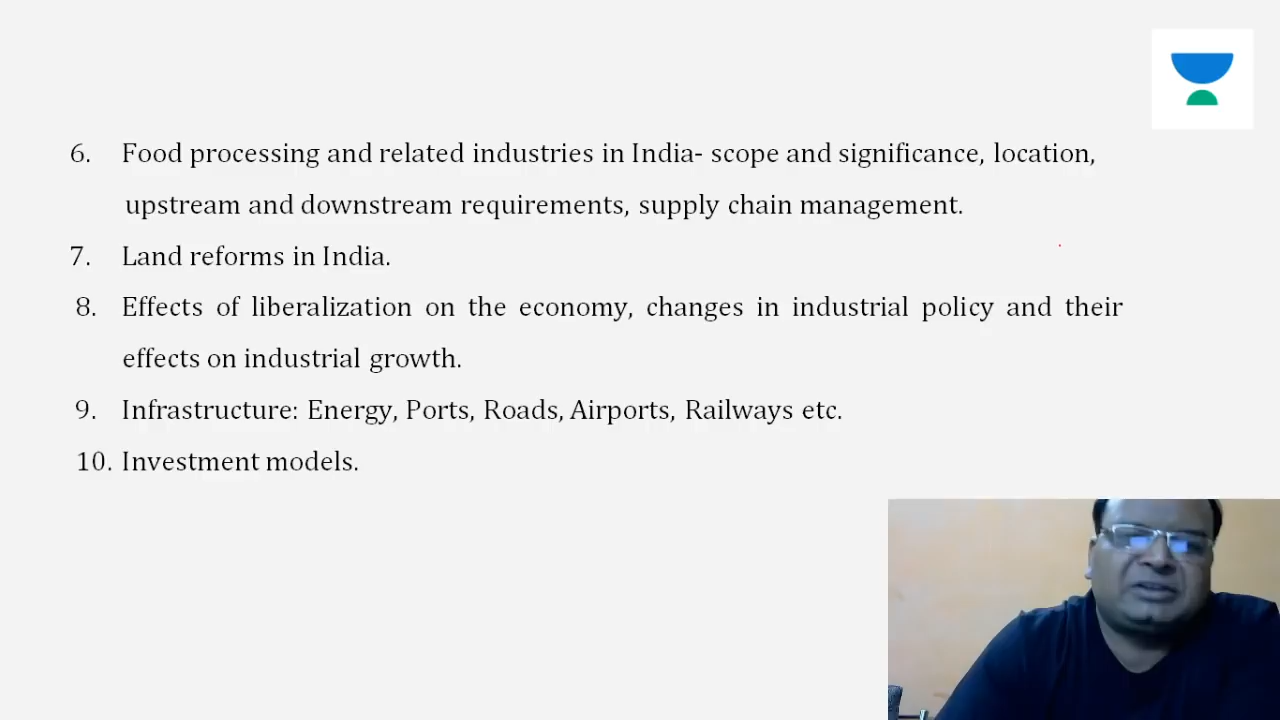 6. Food processing and related industries in India- scope and significance, location,
upstream and downstream requirements, supply chain management.
7. Land reforms in India.
8. Effects of liberalization on the economy, changes in industrial policy and their
effects on industrial growth.
9. Infrastructure: Energy, Ports, Roads, Airports, Railways etc.
10. Investment models.